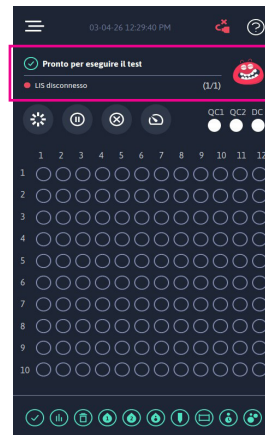 03-04-26 12:29:40 PM
Pronto per eseguire il test
LIS disconnesso (1/1)
QC1 QC2 DC
1 2 3 4 5 6 7 8 9 10 11 12
1
2
3
4
5
6
7
8
9
10